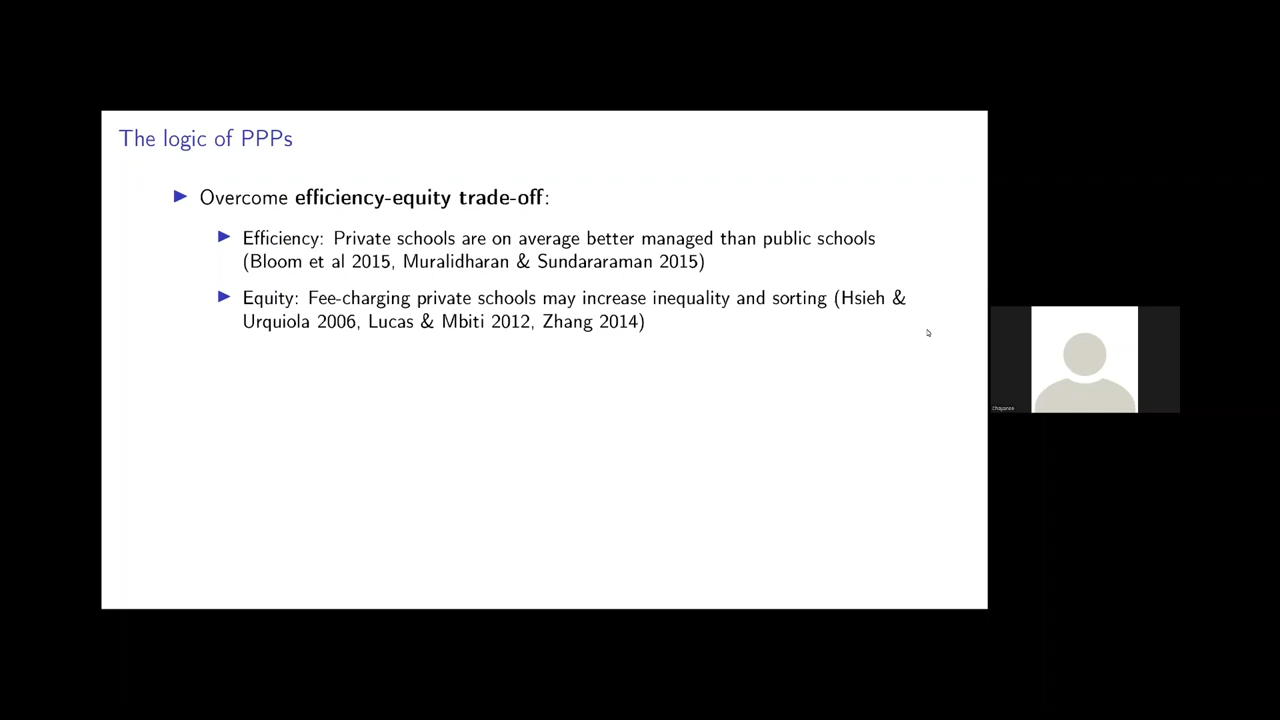 The logic of PPPs
Overcome efficiency-equity trade-off:
Efficiency: Private schools are on average better managed than public schools
(Bloom et al 2015, Muralidharan & Sundararaman 2015)
Equity: Fee-charging private schools may increase inequality and sorting (Hsieh &
Urquiola 2006, Lucas & Mbiti 2012, Zhang 2014)